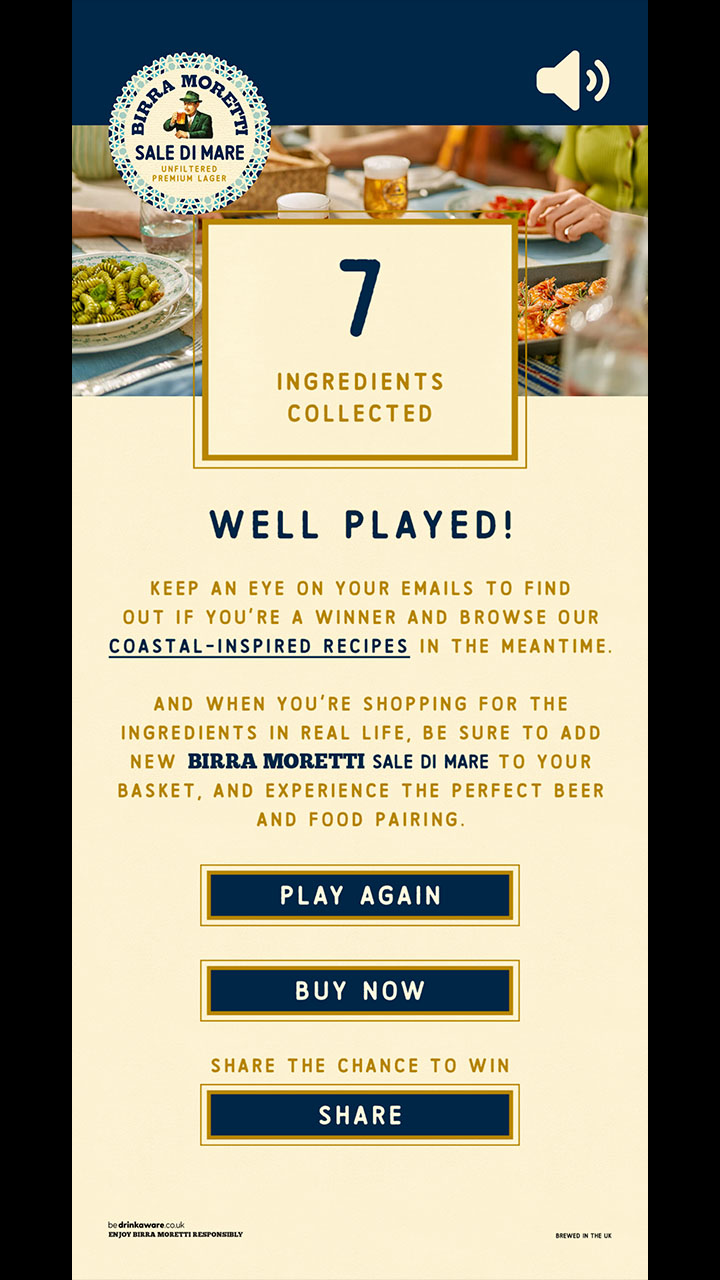 BIRRA MORETTI
SALE DI MARE
UNFILTERED
PREMIUM LAGER
7
INGREDIENTS
COLLECTED
WELL PLAYED!
KEEP AN EYE ON YOUR EMAILS TO FIND
OUT IF YOU'RE A WINNER AND BROWSE OUR
COASTAL-INSPIRED RECIPES IN THE MEANTIME.
AND WHEN YOU'RE SHOPPING FOR THE
INGREDIENTS IN REAL LIFE, BE SURE TO ADD
NEW BIRRA MORETTI SALE DI MARE TO YOUR
BASKET, AND EXPERIENCE THE PERFECT BEER
AND FOOD PAIRING.
PLAY AGAIN
BUY NOW
SHARE THE CHANCE TO WIN
SHARE
bedrinkaware.co.uk
ENJOY BIRRA MORETTI RESPONSIBLY
BREWED IN THE UK